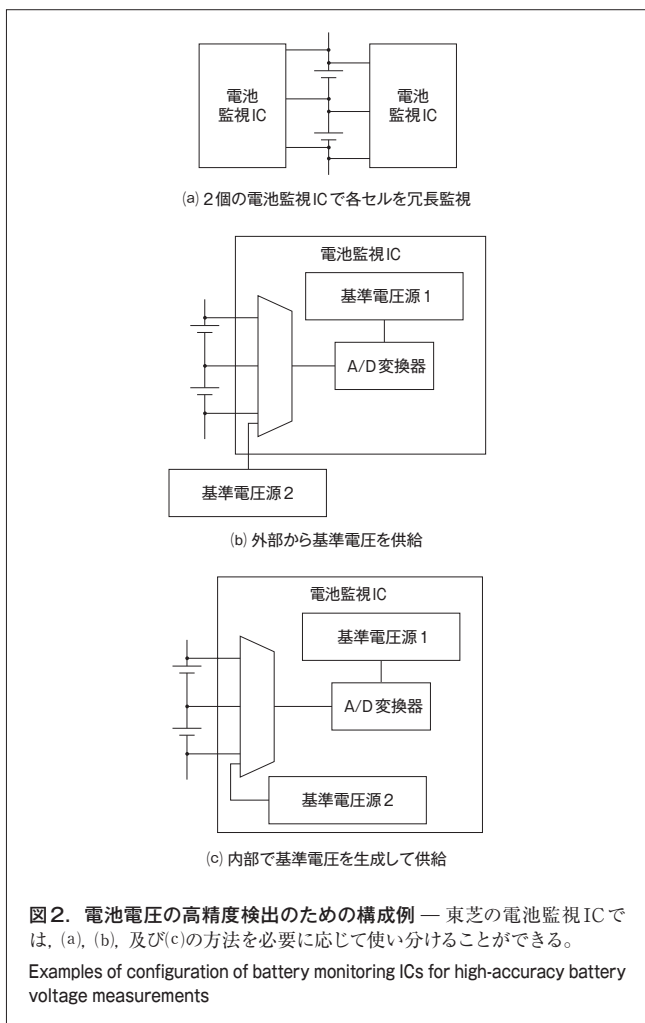 電池
監視IC
電池
監視IC
(a) 2個の電池監視ICで各セルを冗長監視
電池監視IC
基準電圧源1
A/D変換器
基準電圧源2
(b) 外部から基準電圧を供給
電池監視IC
基準電圧源1
A/D変換器
基準電圧源2
(c) 内部で基準電圧を生成して供給
図2. 電池電圧の高精度検出のための構成例 — 東芝の電池監視ICで
は, (a), (b), 及び(c)の方法を必要に応じて使い分けることができる。
Examples of configuration of battery monitoring ICs for high-accuracy battery
voltage measurements